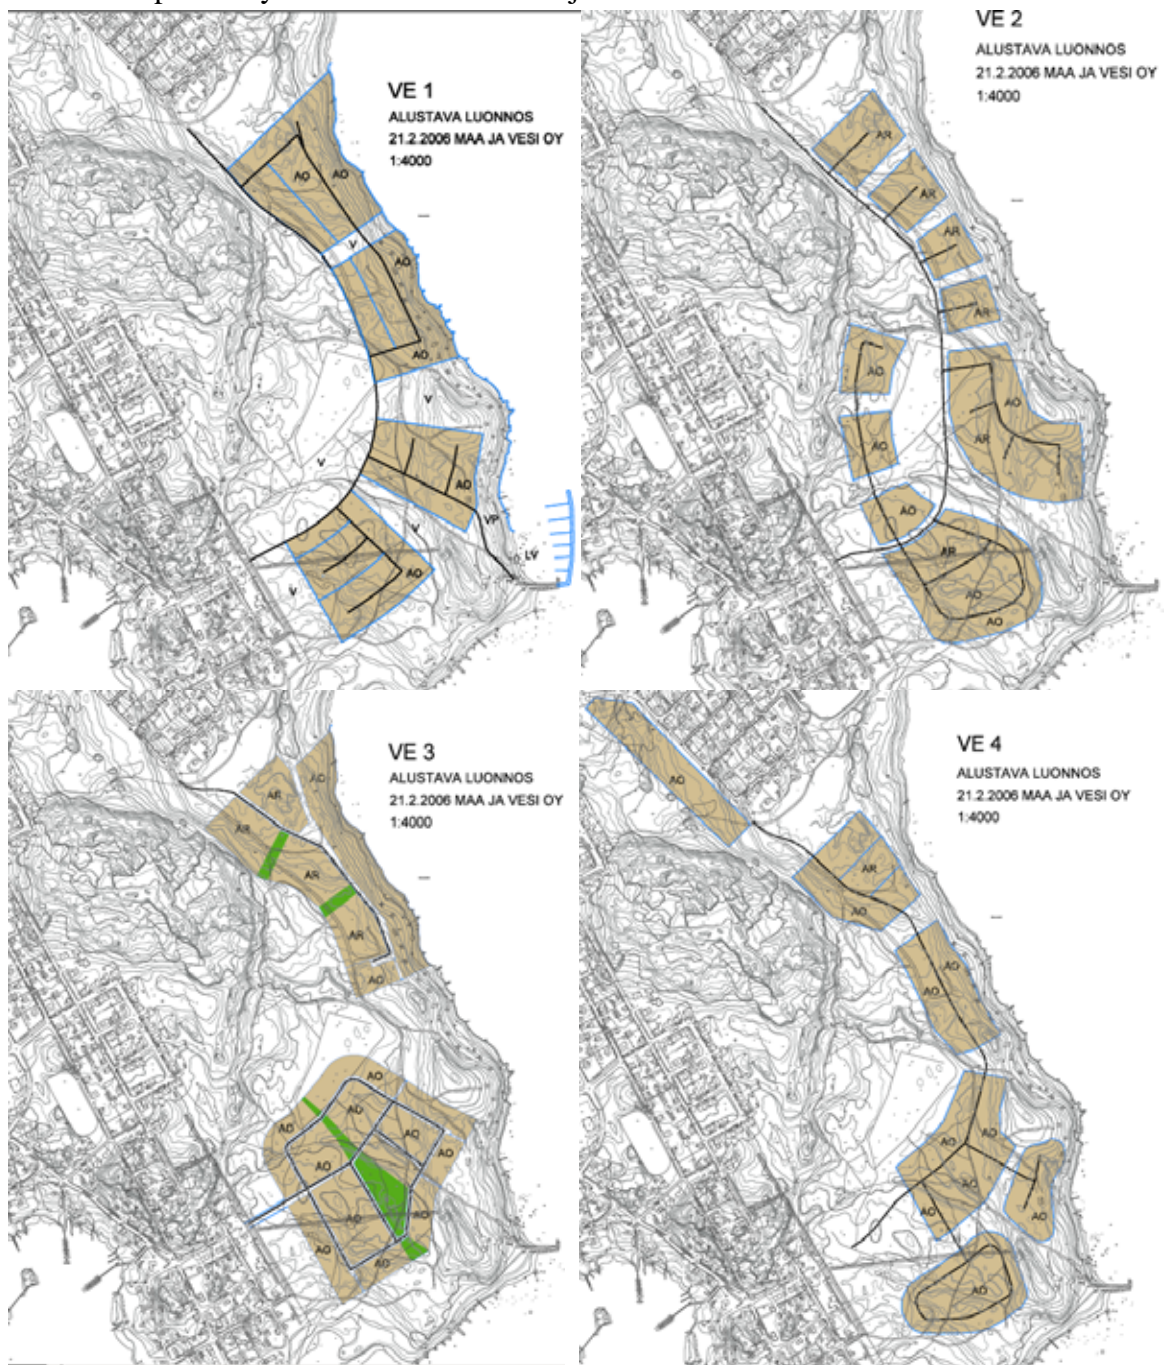 VE 1
ALUSTAVA LUONNOS
21.2.2006 MAA JA VESI OY
1:4000
AO
AO
V
AO
AO
V
V
AO
VP
V
LV
AO
V
VE 2
ALUSTAVA LUONNOS
21.2.2006 MAA JA VESI OY
1:4000
AR
AR
AR
AR
AO
AO
AR
AO
AO
AR
AO
AO
VE 3
ALUSTAVA LUONNOS
21.2.2006 MAA JA VESI OY
1:4000
AO
AR
AR
AR
AR
AO
AO
AO
AO
AO
AO
AO
AO
AO
AO
AO
VE 4
ALUSTAVA LUONNOS
21.2.2006 MAA JA VESI OY
1:4000
AO
AR
AO
AO
AO
AO
AO
AO
AO
AO